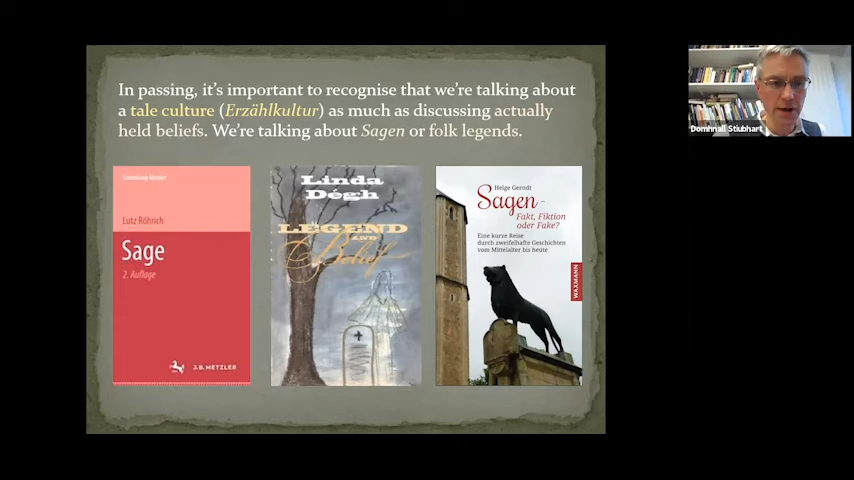 In passing, it's important to recognise that we're talking about
a tale culture (Erzählkultur) as much as discussing actually
held beliefs. We're talking about Sagen or folk legends.
Sammlung Metzler
Lutz Röhrich
Sage
2. Auflage
J.B. METZLER
Linda
Dégh
LEGEND
AND
Belief
Helge Gerndt
Sagen –
Fakt, Fiktion
oder Fake?
Eine kurze Reise
durch zweifelhafte Geschichten
vom Mittelalter bis heute
WAXMANN
Domhnall Stiubhart